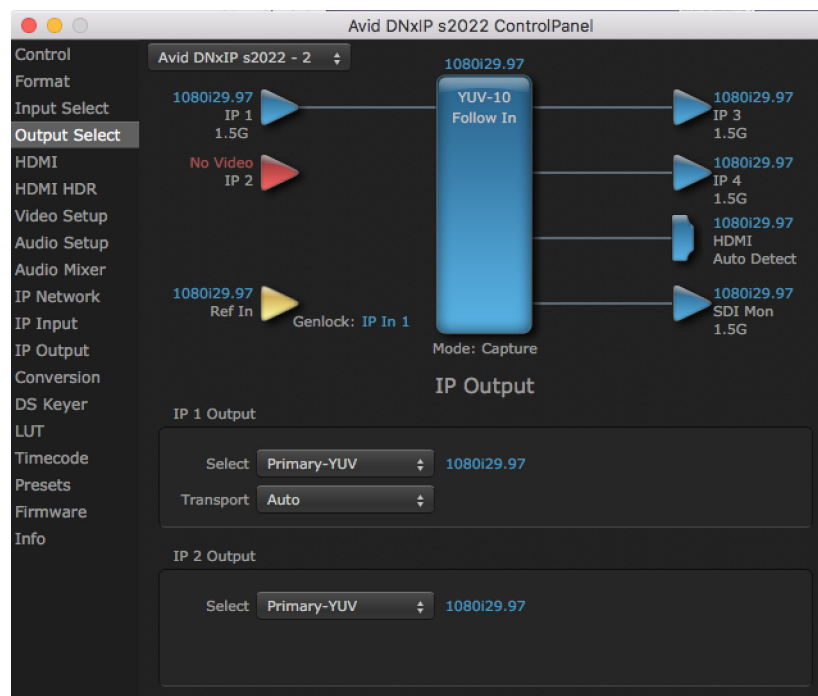 Avid DNxIP s2022 ControlPanel
Control
Format
Input Select
Output Select
HDMI
HDMI HDR
Video Setup
Audio Setup
Audio Mixer
IP Network
IP Input
IP Output
Conversion
DS Keyer
LUT
Timecode
Presets
Firmware
Info
Avid DNxIP s2022 - 2
1080i29.97
IP 1
1.5G
No Video
IP 2
1080i29.97
Ref In
Genlock: IP In 1
1080i29.97
YUV-10
Follow In
Mode: Capture
1080i29.97
IP 3
1.5G
1080i29.97
IP 4
1.5G
1080i29.97
HDMI
Auto Detect
1080i29.97
SDI Mon
1.5G
IP Output
IP 1 Output
Select Primary-YUV 1080i29.97
Transport Auto
IP 2 Output
Select Primary-YUV 1080i29.97